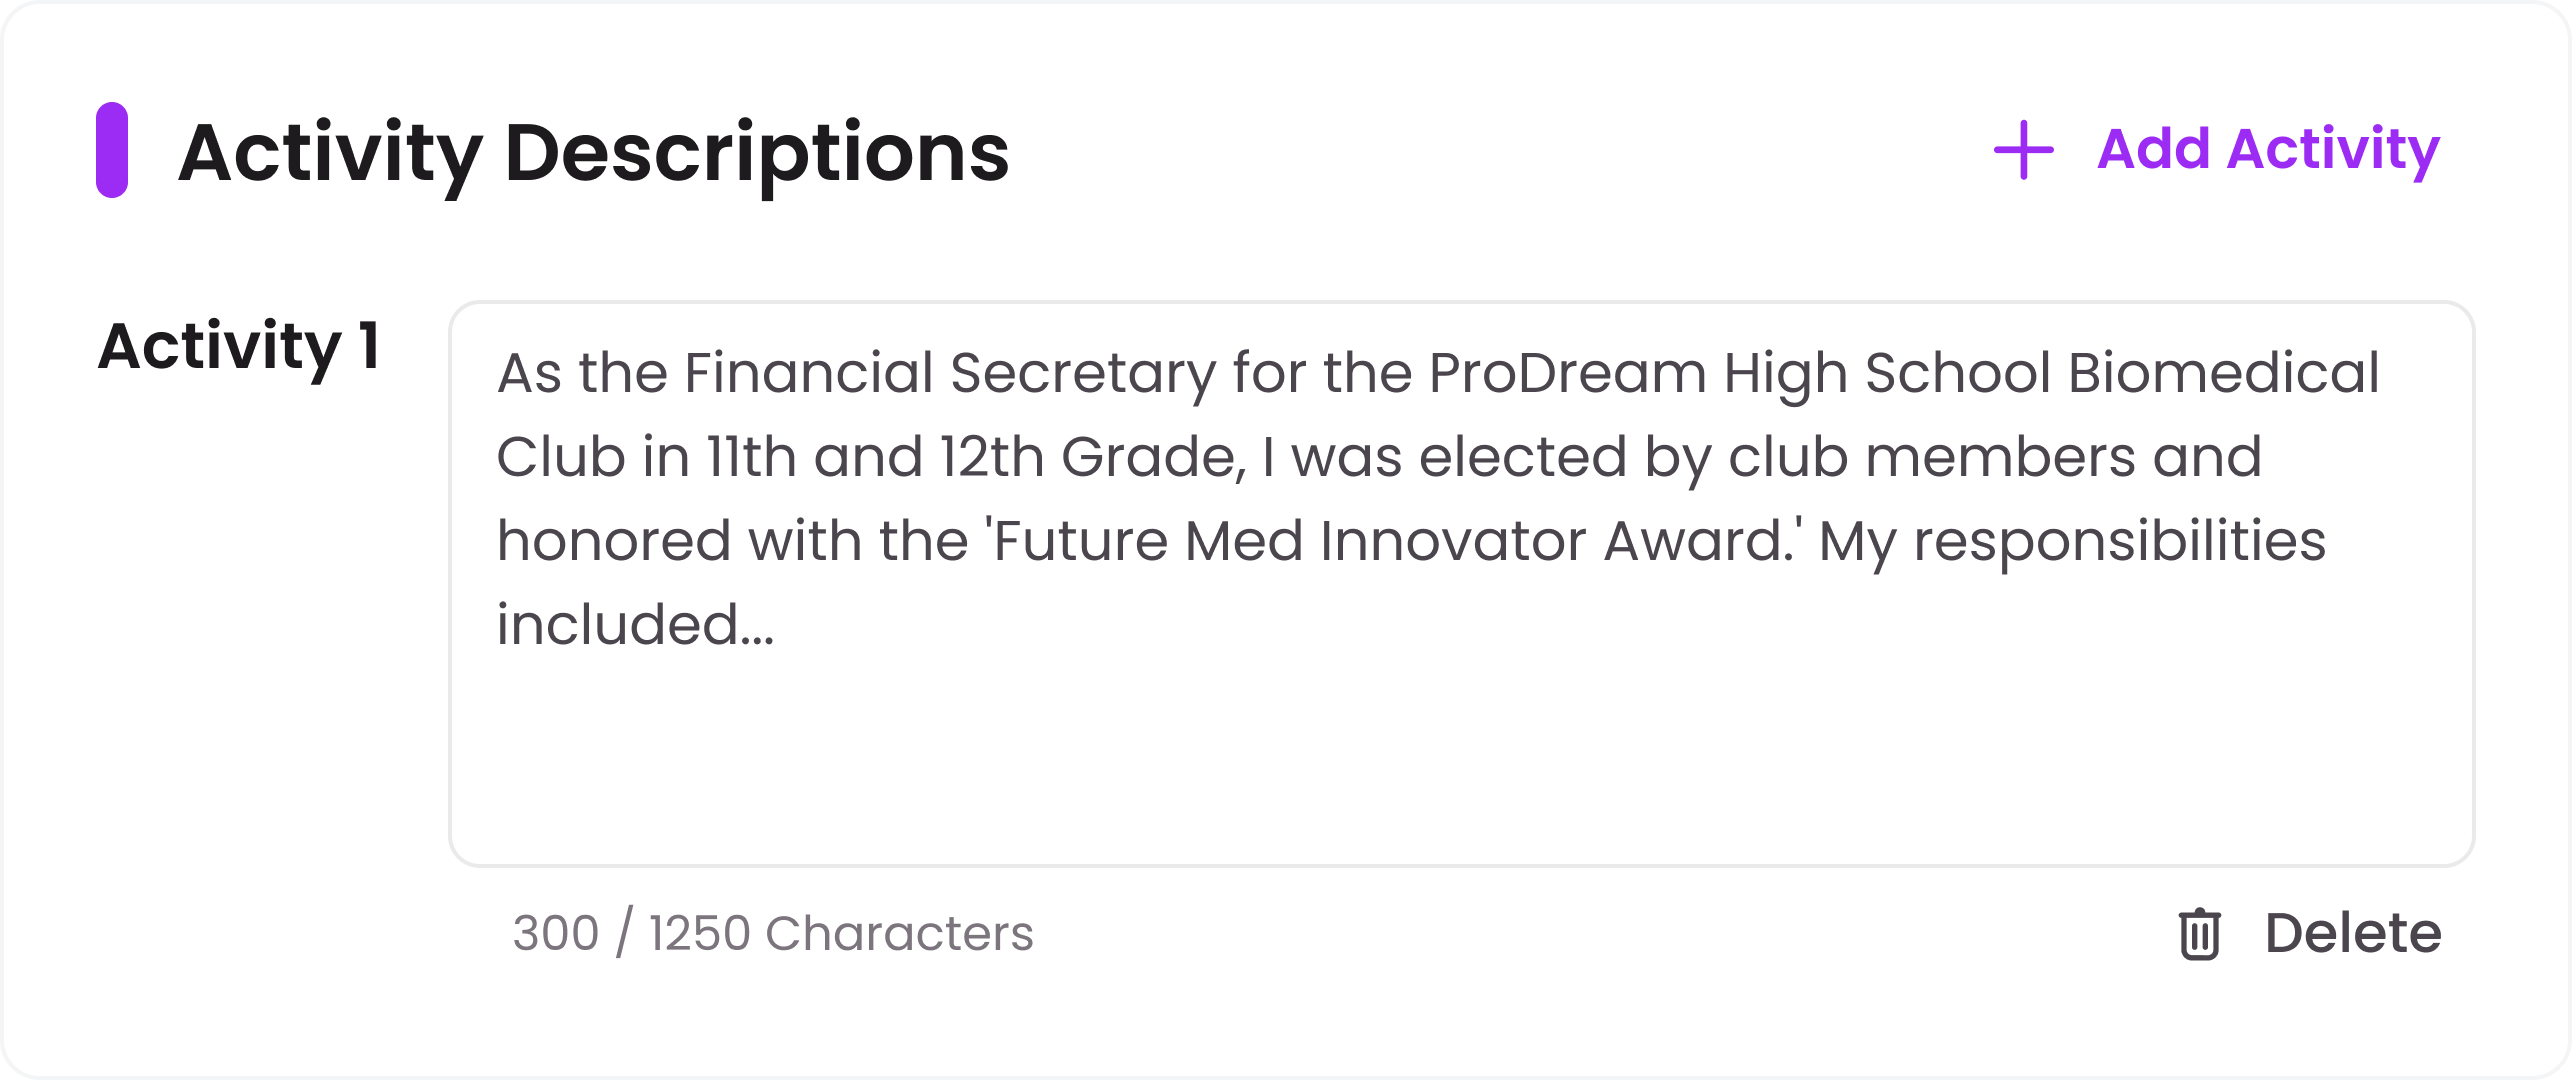 Activity Descriptions
Add Activity
Activity 1
As the Financial Secretary for the ProDream High School Biomedical
Club in 11th and 12th Grade, I was elected by club members and
honored with the 'Future Med Innovator Award.' My responsibilities
included...
300 / 1250 Characters
Delete